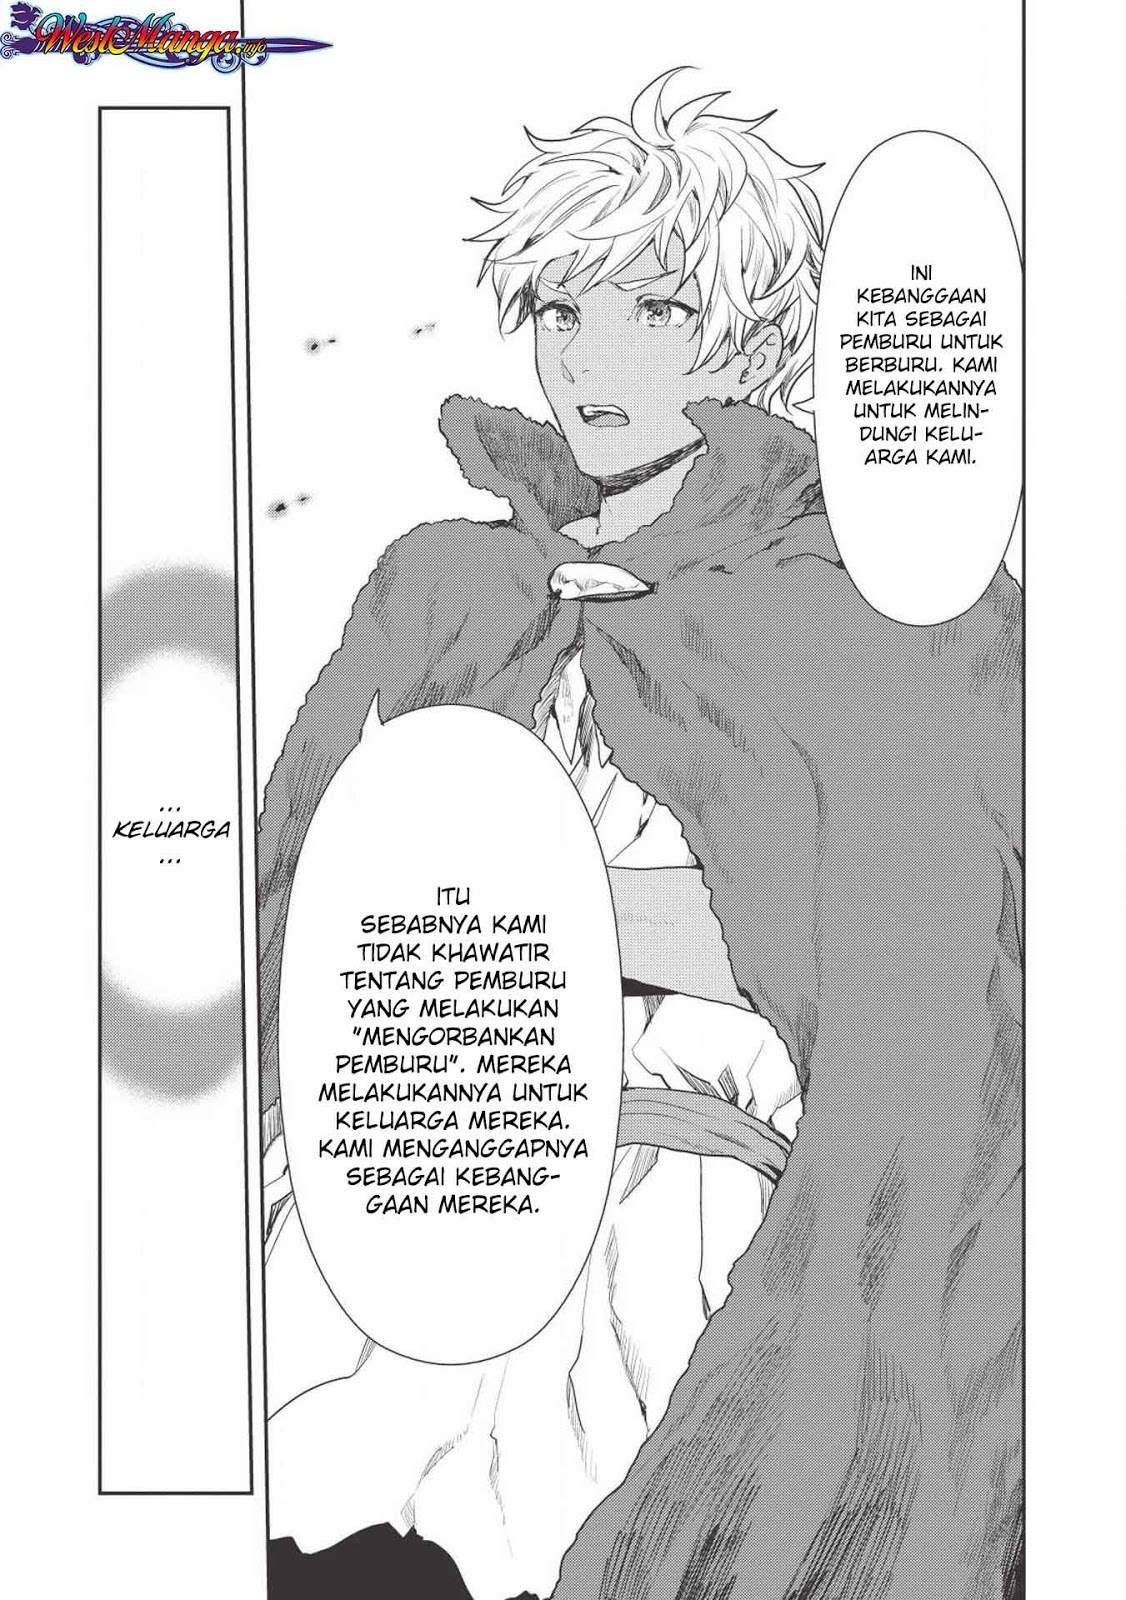 WestManga.info
INI
KEBANGGAAN
KITA SEBAGAI
PEMBURU UNTUK
BERBURU. KAMI
MELAKUKANNYA
UNTUK MELIN-
DUNGI KELU-
ARGA KAMI.
ITU
SEBABNYA KAMI
TIDAK KHAWATIR
TENTANG PEMBURU
YANG MELAKUKAN
"MENGORBANKAN
PEMBURU". MEREKA
MELAKUKANNYA UNTUK
KELUARGA MEREKA.
KAMI MENGANGGAPNYA
SEBAGAI KEBANG-
GAAN MEREKA.
...
KELUARGA
...